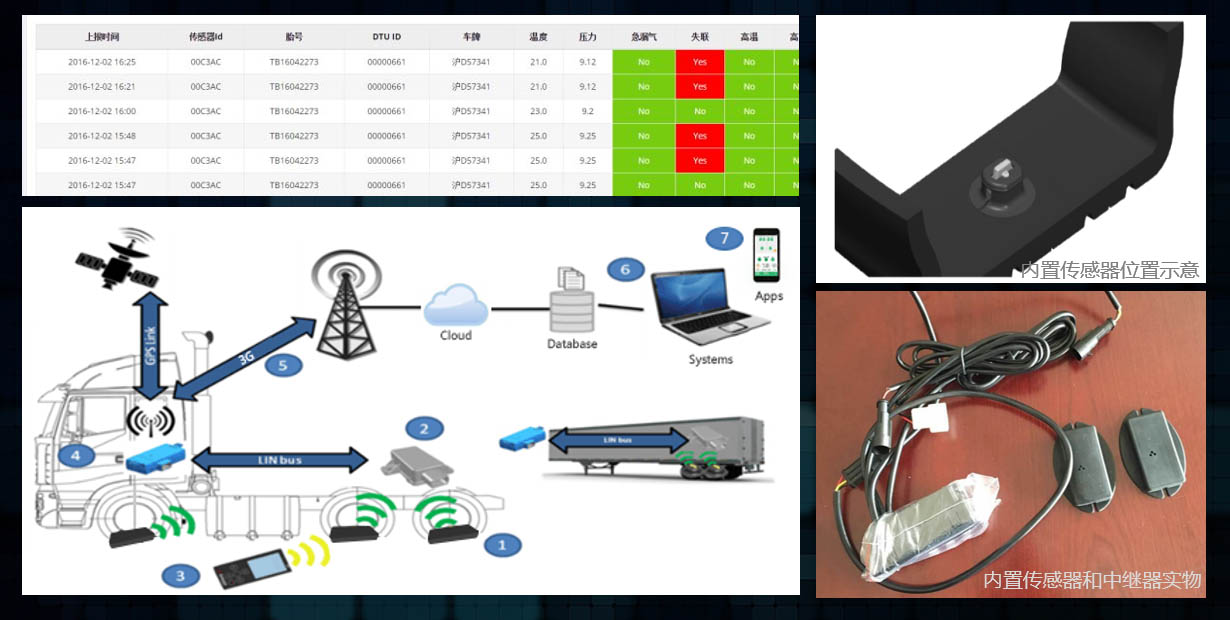 上报时间 传感器Id 胎号 DTU ID 车牌 温度 压力 急漏气 失联 高温
2016-12-02 16:25 00C3AC TB16042273 00000661 沪D57341 21.0 9.12 No Yes No
2016-12-02 16:21 00C3AC TB16042273 00000661 沪D57341 21.0 9.12 No Yes No
2016-12-02 16:00 00C3AC TB16042273 00000661 沪D57341 23.0 9.2 No No No
2016-12-02 15:48 00C3AC TB16042273 00000661 沪D57341 25.0 9.25 No Yes No
2016-12-02 15:47 00C3AC TB16042273 00000661 沪D57341 25.0 9.25 No Yes No
2016-12-02 15:47 00C3AC TB16042273 00000661 沪D57341 25.0 9.25 No No No
内置传感器位置示意
7
Apps
6
Cloud
Database
Systems
GPS Link
3G
5
2
4
LIN bus
LIN bus
1
3
内置传感器和中继器实物